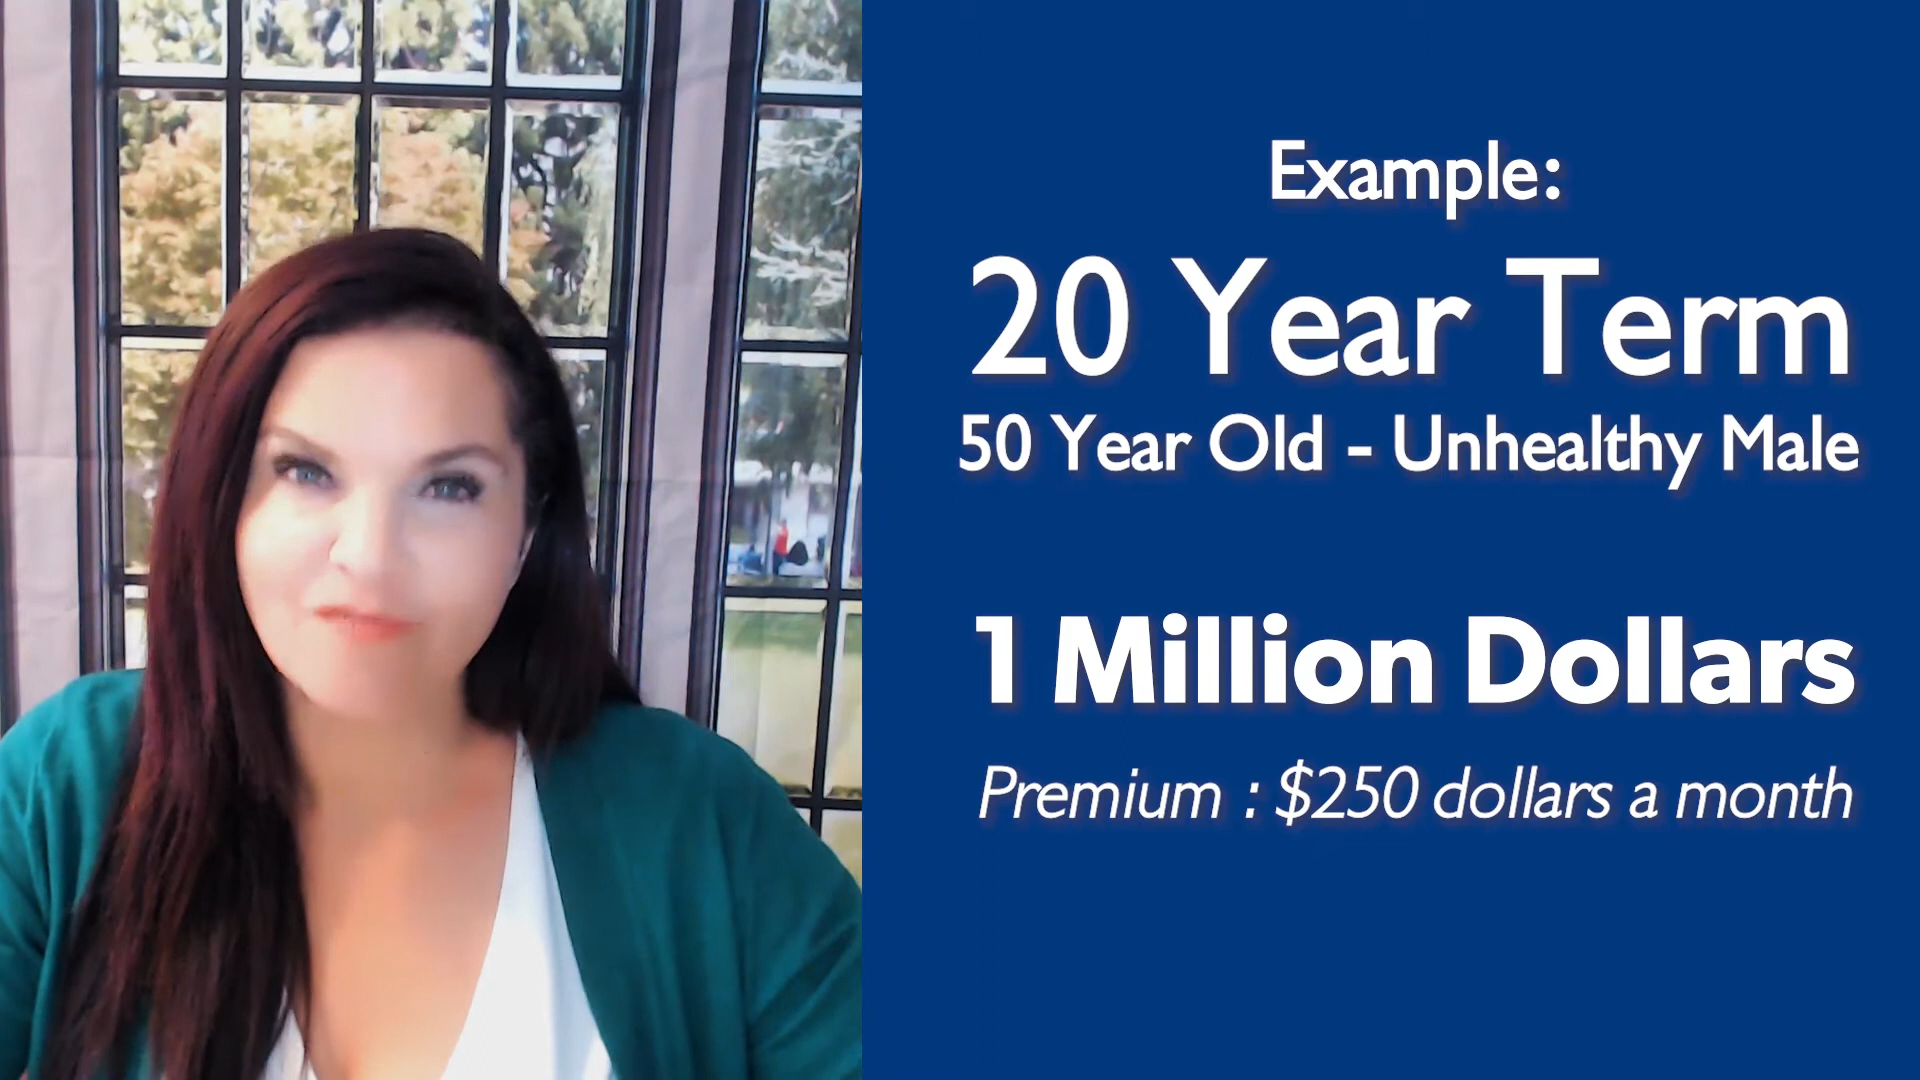 Example:
20 Year Term
50 Year Old - Unhealthy Male
1 Million Dollars
Premium : $250 dollars a month